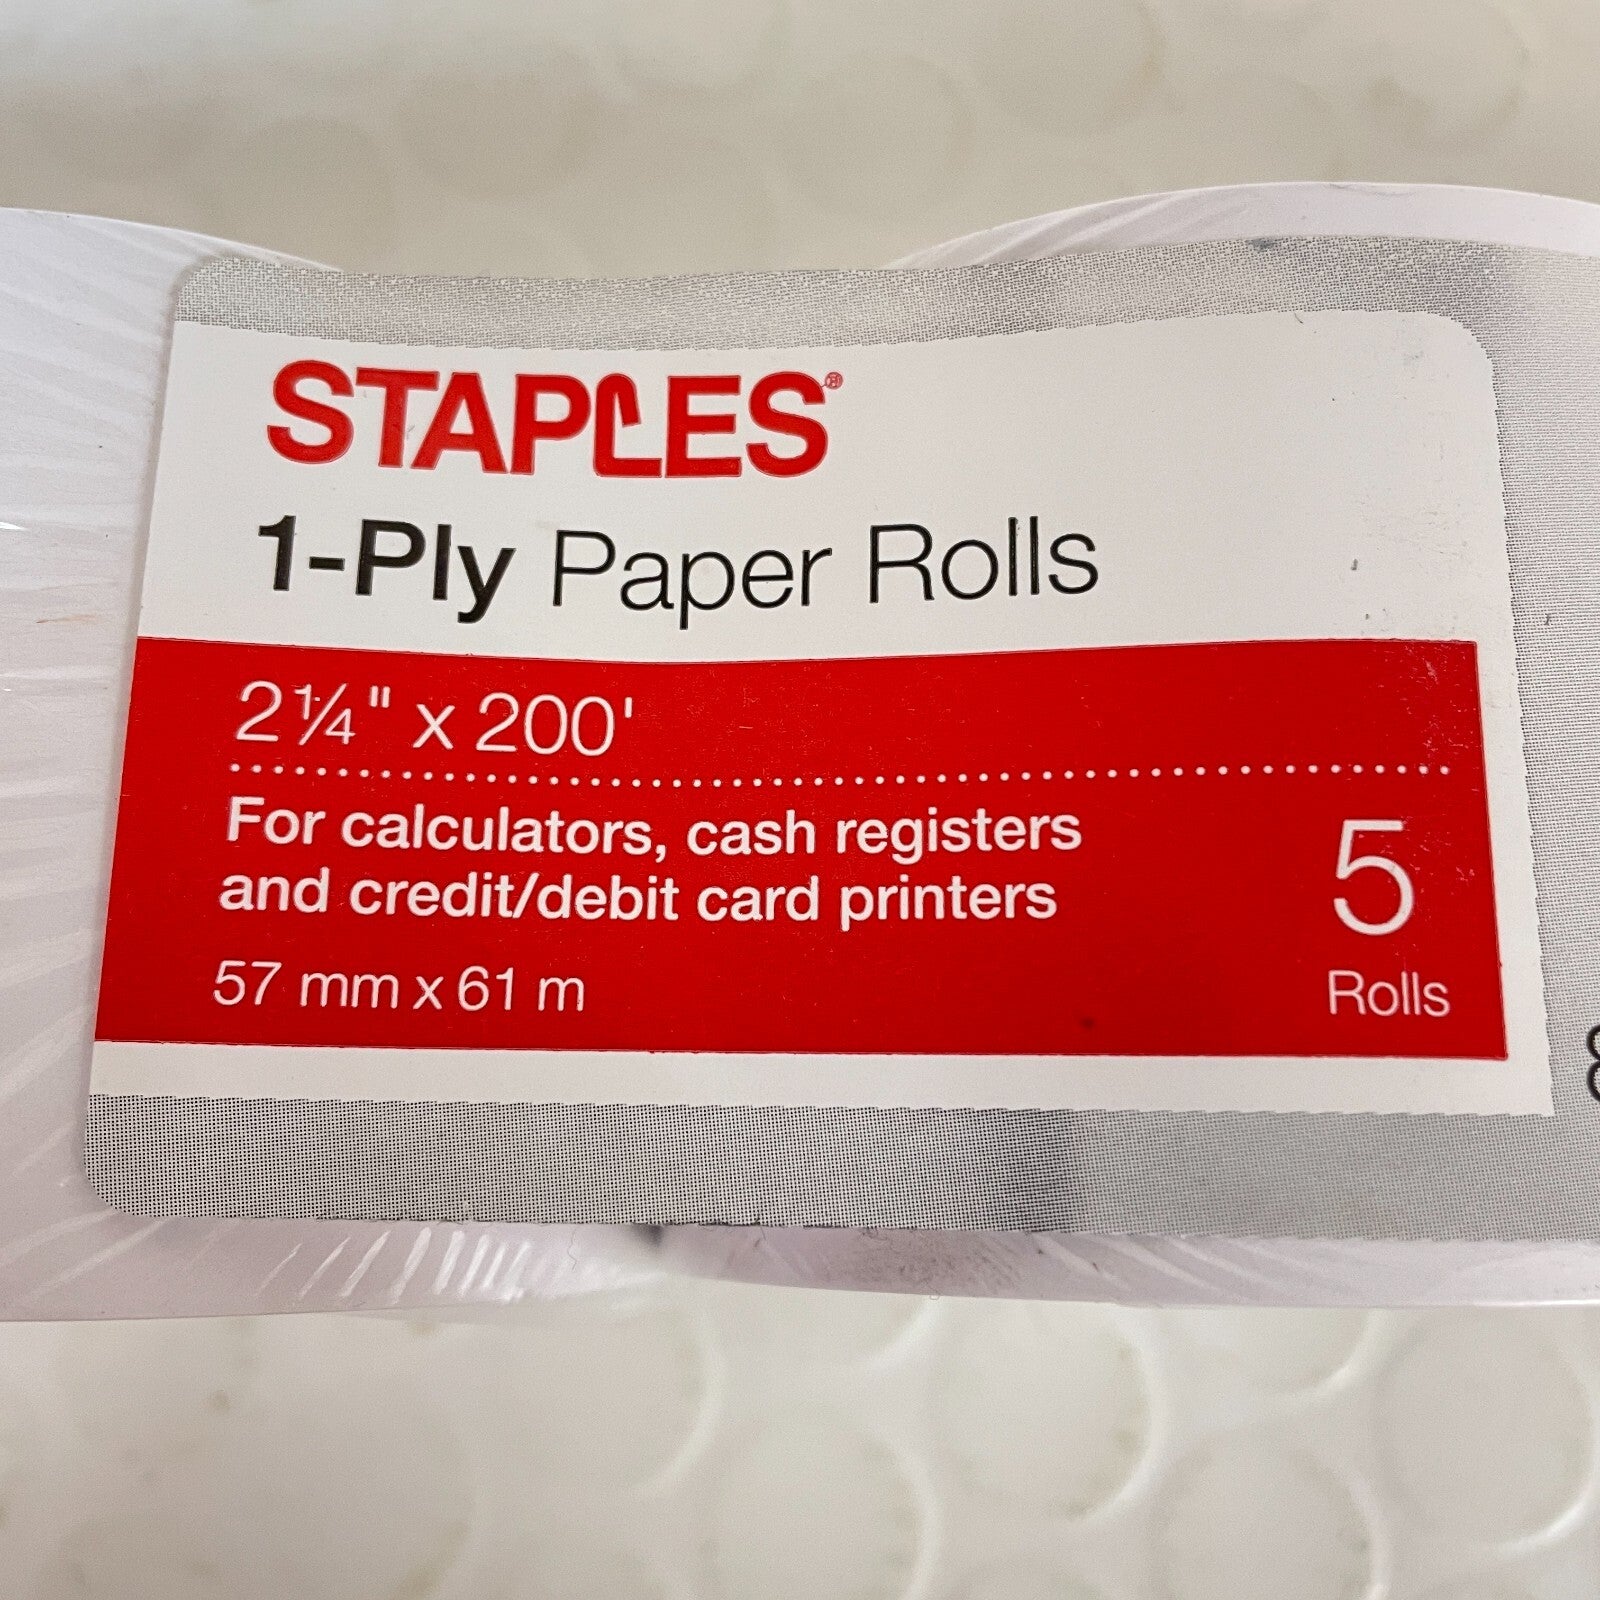 STAPLES®
1-Ply Paper Rolls
2¼" x 200'
For calculators, cash registers
and credit/debit card printers
57 mm x 61 m
5
Rolls